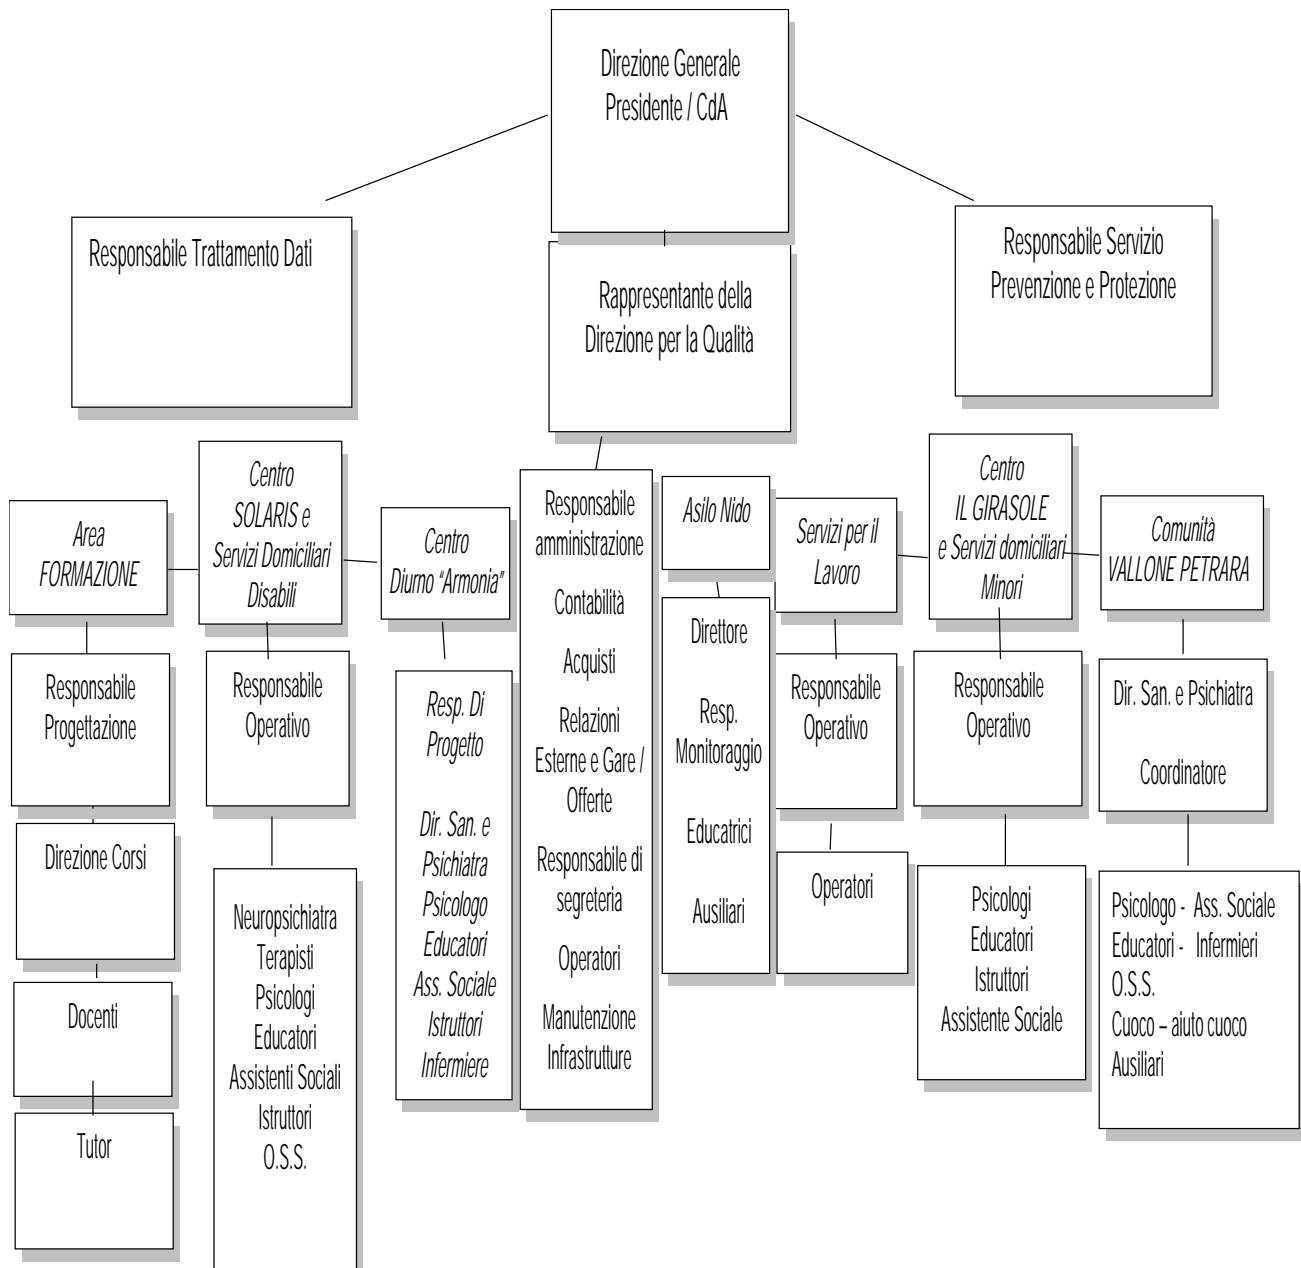 Direzione Generale
Presidente / CdA
Responsabile Trattamento Dati
Rappresentante della
Direzione per la Qualità
Responsabile Servizio
Prevenzione e Protezione
Area
FORMAZIONE
Centro
SOLARIS e
Servizi Domiciliari
Disabili
Centro
Diurno “Armonia”
Responsabile
amministrazione
Contabilità
Acquisti
Relazioni
Esterne e Gare /
Offerte
Responsabile di
segreteria
Operatori
Manutenzione
Infrastrutture
Asilo Nido
Servizi per il
Lavoro
Centro
IL GIRASOLE
e Servizi domiciliari
Minori
Comunità
VALLONE PETRARA
Responsabile
Progettazione
Direzione Corsi
Docenti
Tutor
Responsabile
Operativo
Neuropsichiatra
Terapisti
Psicologi
Educatori
Assistenti Sociali
Istruttori
O.S.S.
Resp. Di
Progetto
Dir. San. e
Psichiatra
Psicologo
Educatori
Ass. Sociale
Istruttori
Infermiere
Direttore
Resp.
Monitoraggio
Educatrici
Ausiliari
Responsabile
Operativo
Operatori
Responsabile
Operativo
Psicologi
Educatori
Istruttori
Assistente Sociale
Dir. San. e Psichiatra
Coordinatore
Psicologo - Ass. Sociale
Educatori - Infermieri
O.S.S.
Cuoco – aiuto cuoco
Ausiliari